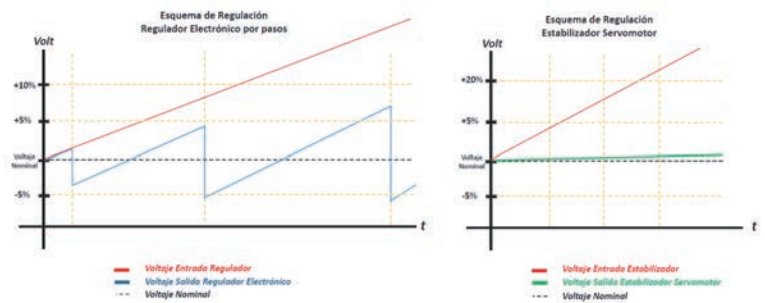 Esquema de Regulación
Regulador Electrónico por pasos
Volt
+10%
+5%
Voltaje
Nominal
-5%
t
Voltaje Entrada Regulador
Voltaje Salida Regulador Electrónico
Voltaje Nominal
Esquema de Regulación
Estabilizador Servomotor
Volt
+20%
+5%
Voltaje
Nominal
-5%
t
Voltaje Entrada Estabilizador
Voltaje Salida Estabilizador Servomotor
Voltaje Nominal